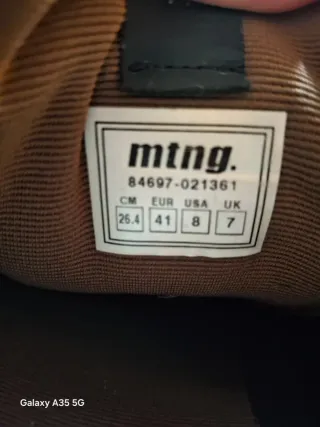 mtng.
84697-021361
CM EUR USA UK
26.4 41 8 7
Galaxy A35 5G